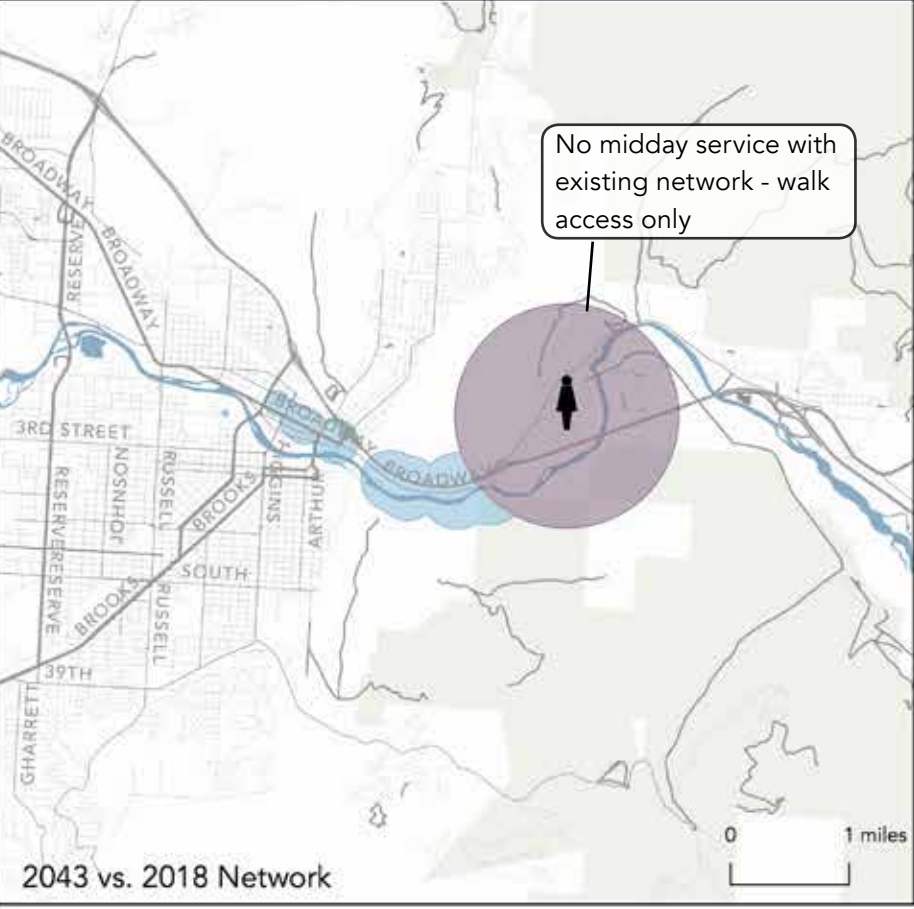 No midday service with
existing network - walk
access only
BROADWAY
BROADWAY
RESERVE
BROADWAY
BROADWAY
3RD STREET
RESERVE
JOHNSON
RUSSELL
BROOKS
HIGGINS
ARTHUR
SOUTH
RESERVE
BROOKS
RUSSELL
39TH
GHARRETT
0 1 miles
2043 vs. 2018 Network